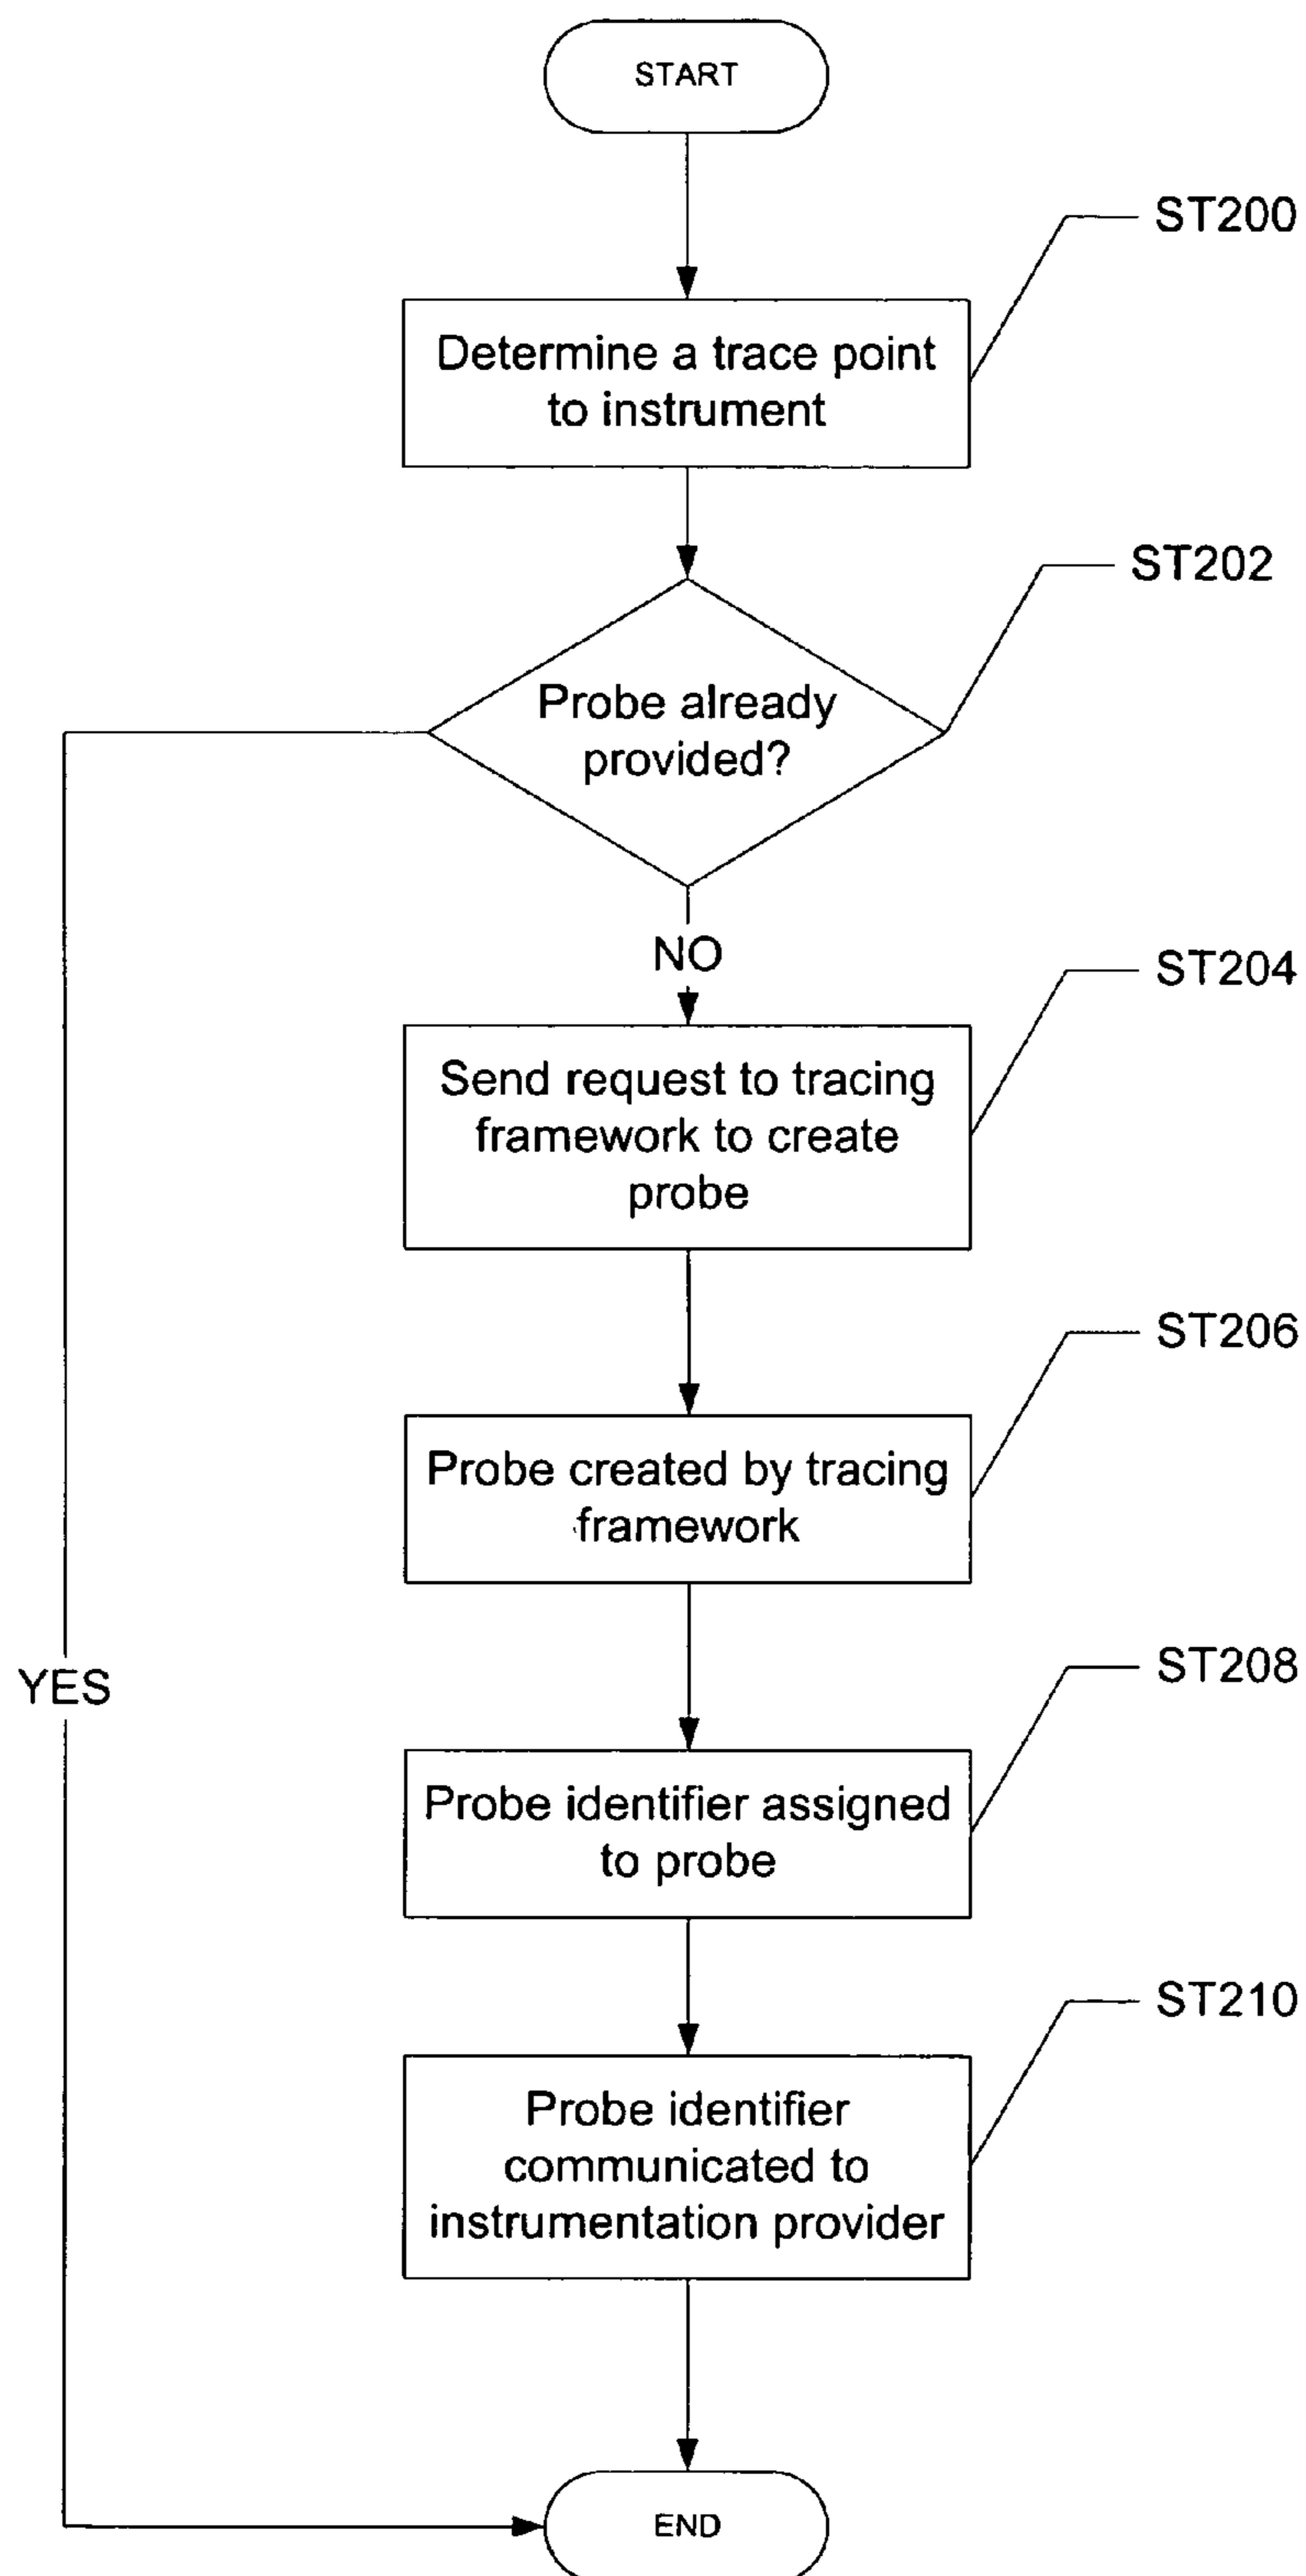 START
ST200
Determine a trace point
to instrument
ST202
Probe already
provided?
NO
ST204
Send request to tracing
framework to create
probe
ST206
Probe created by tracing
framework
YES
ST208
Probe identifier assigned
to probe
ST210
Probe identifier
communicated to
instrumentation provider
END